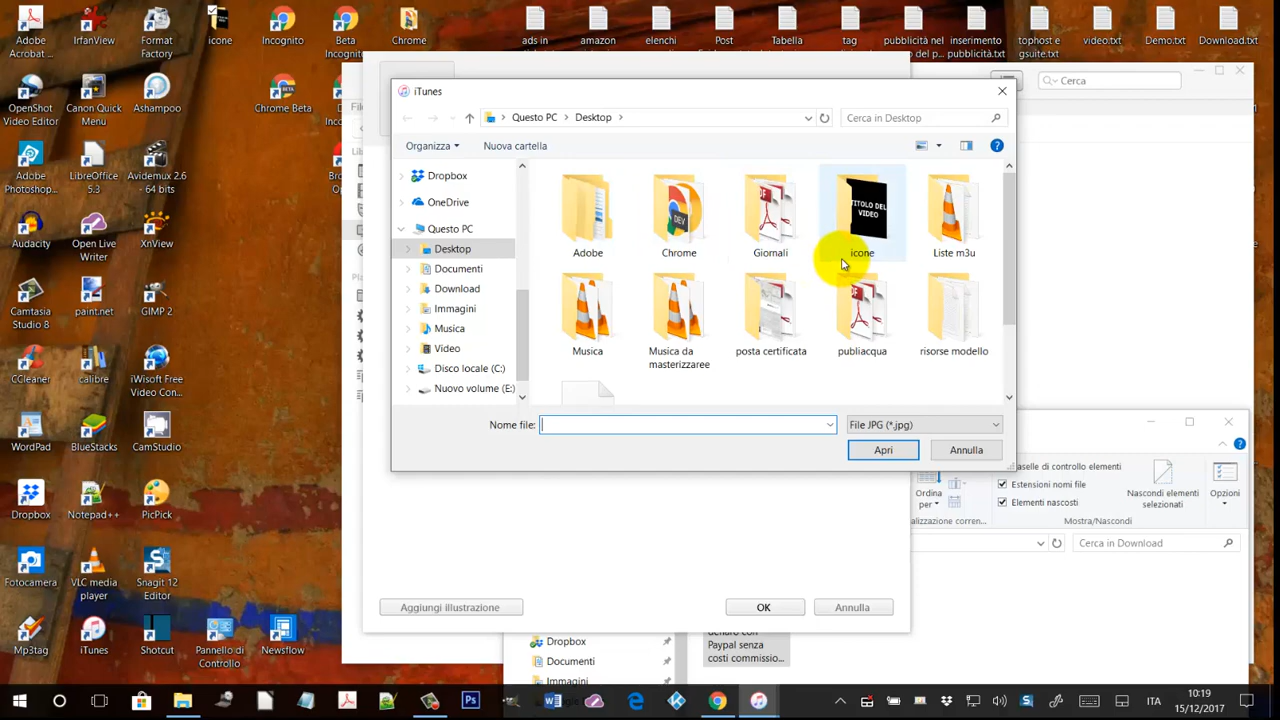 Adobe
Acrobat ...
IrfanView
Format
Factory
icone
Incognito
Beta
Incognit
Chrome
ads in
amazon
elenchi
Post
Tabella
tag
pubblicità nel
inserimento
pubblicità.txt
tophost e
gsuite.txt
video.txt
Demo.txt
Download.txt
OpenShot
Video Editor
Canon Quick
Menu
Ashampoo
Chrome Beta
Adobe
Photoshop...
LibreOffice
5.3
Avidemux 2.6
- 64 bits
Audacity
Open Live
Writer
XnView
Camtasia
Studio 8
paint.net
GIMP 2
CCleaner
calibre
iWisoft Free
Video Con...
WordPad
BlueStacks
CamStudio
Dropbox
Notepad++
PicPick
Fotocamera
VLC media
player
Snagit 12
Editor
Mp3tag
iTunes
Shotcut
Pannello di
Controllo
Newsflow
Cerca
iTunes
Questo PC
Desktop
Cerca in Desktop
Organizza
Nuova cartella
Dropbox
OneDrive
Questo PC
Desktop
Documenti
Download
Immagini
Musica
Video
Disco locale (C:)
Nuovo volume (E:)
Adobe
Chrome
DEV
Giornali
TITOLO DEL
VIDEO
icone
Liste m3u
Musica
Musica da
masterizzaree
posta certificata
publiacqua
risorse modello
Nome file:
File JPG (*.jpg)
Apri
Annulla
aselle di controllo elementi
Estensioni nomi file
Elementi nascosti
Ordina
per
Nascondi elementi
selezionati
Opzioni
alizzazione corren...
Mostra/Nascondi
Cerca in Download
Aggiungi illustrazione
OK
Annulla
Dropbox
Documenti
Immagini
Paypal senza
costi commissio...
ITA
10:19
15/12/2017